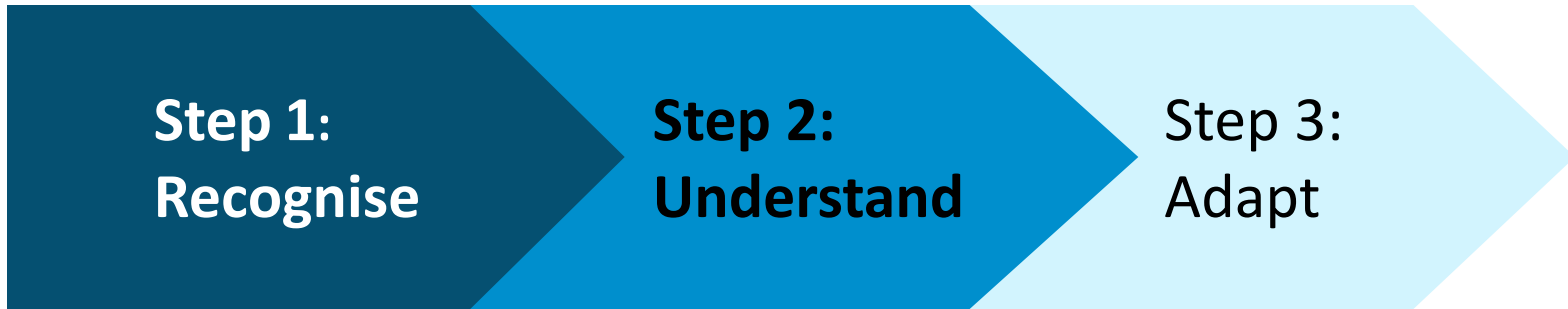 Step 1:
Recognise
Step 2:
Understand
Step 3:
Adapt